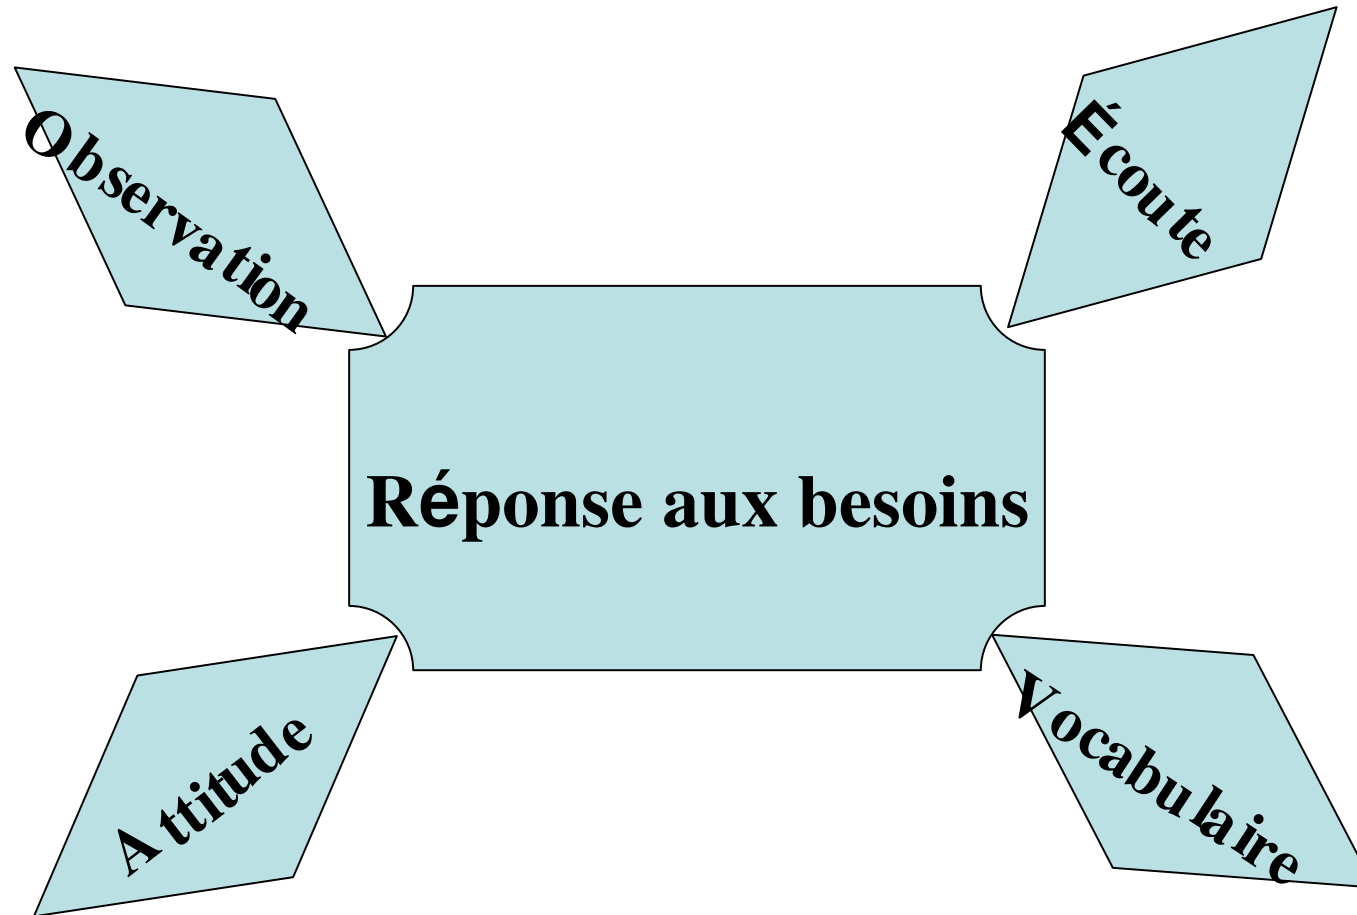 Observation
Écoute
Réponse aux besoins
Attitude
Vocabulaire